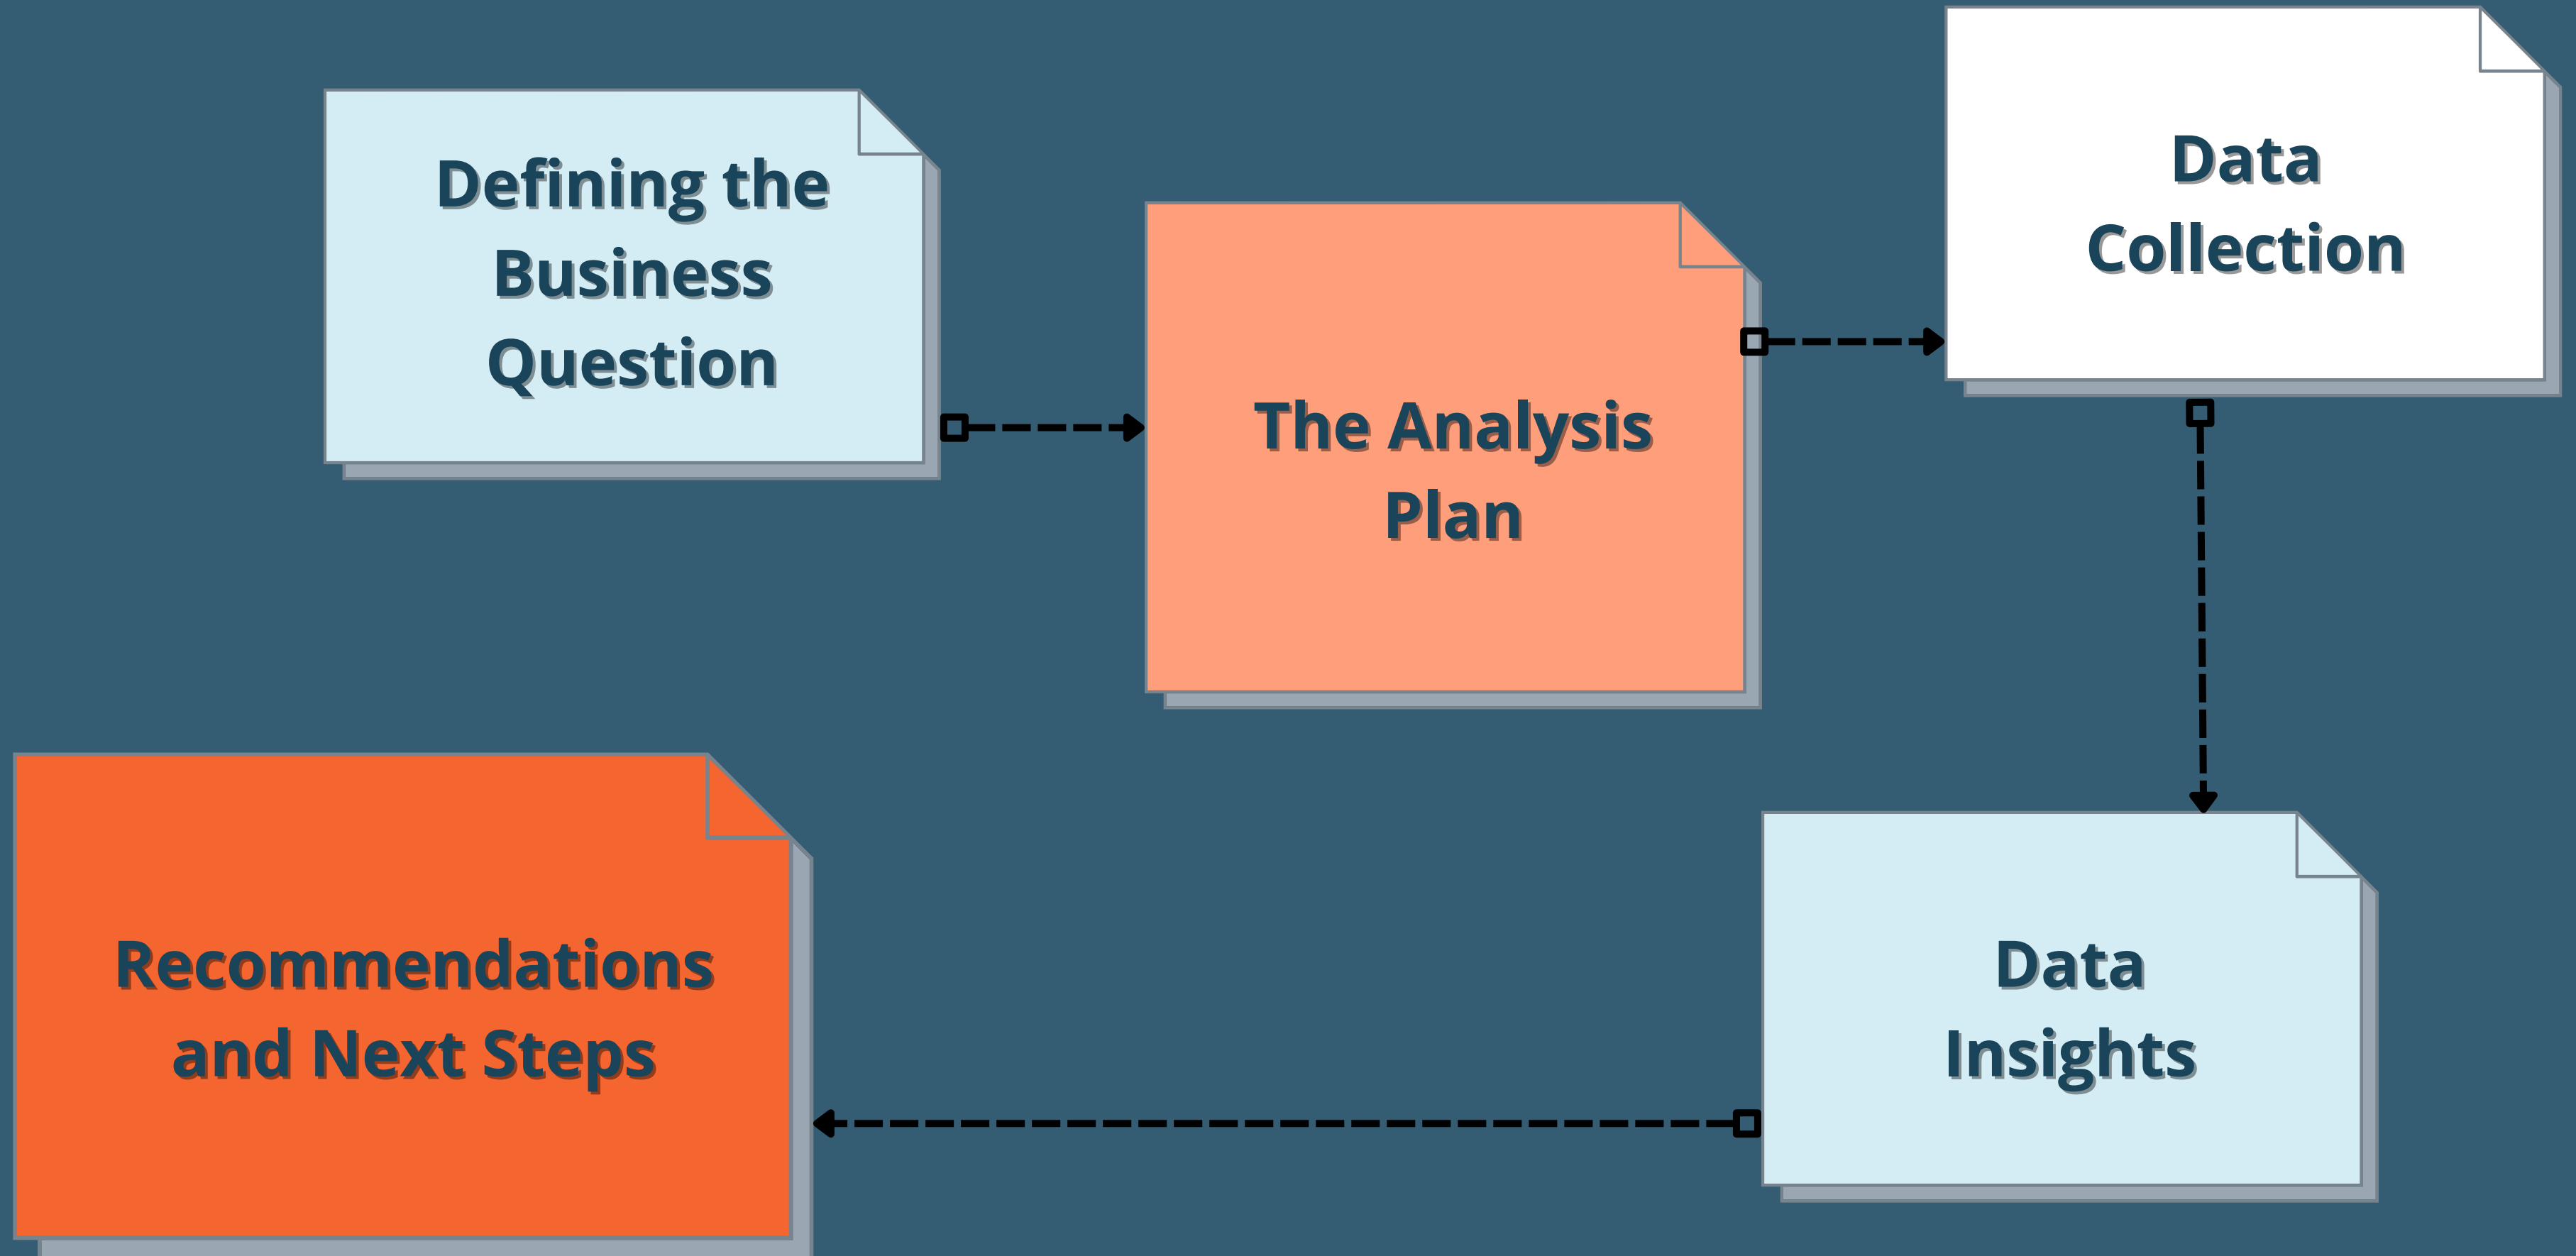 Defining the
Business
Question
The Analysis
Plan
Data
Collection
Data
Insights
Recommendations
and Next Steps